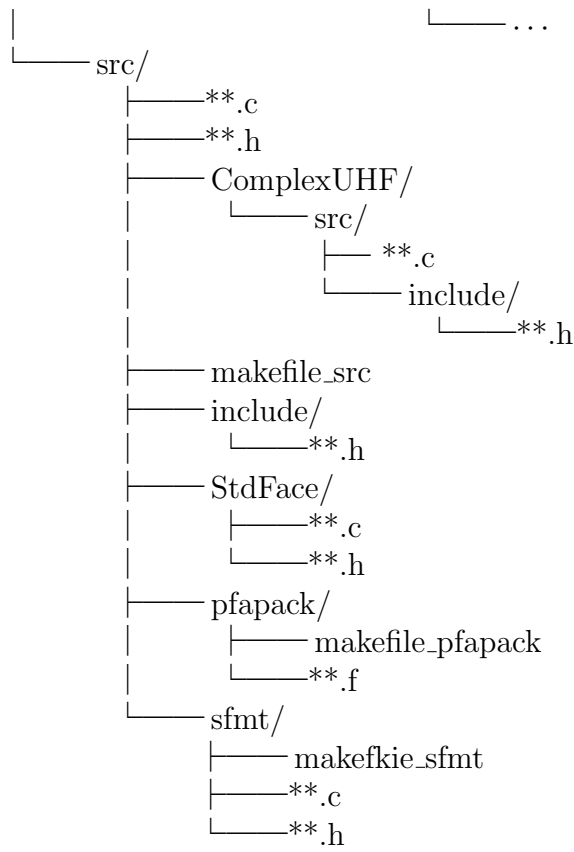 ...
src/
**.c
**.h
ComplexUHF/
src/
**.c
include/
**.h
makefile_src
include/
**.h
StdFace/
**.c
**.h
pfapack/
makefile_pfapack
**.f
sfmt/
makefkie_sfmt
**.c
**.h